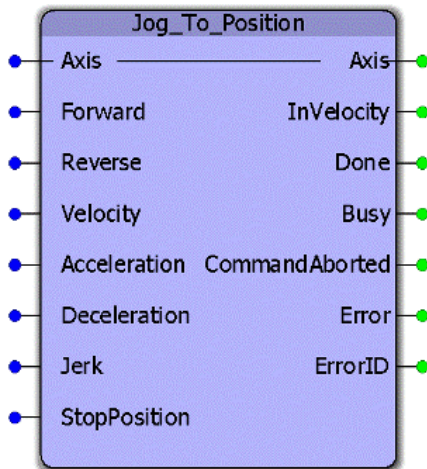 Jog_To_Position
Axis Axis
Forward InVelocity
Reverse Done
Velocity Busy
Acceleration CommandAborted
Deceleration Error
Jerk ErrorID
StopPosition